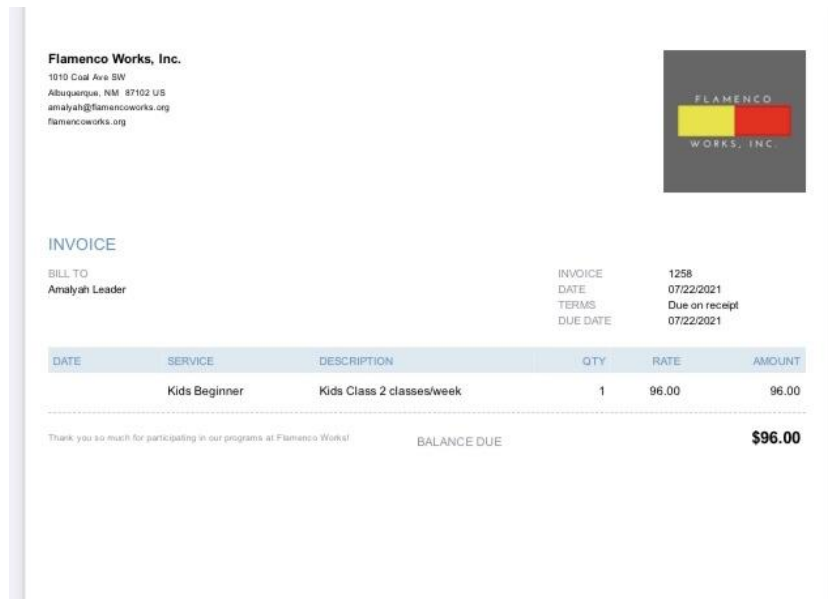 Flamenco Works, Inc.
1010 Coal Ave SW
Albuquerque, NM 87102 US
amalyah@flamencoworks.org
flamencoworks.org
FLAMENCO
WORKS, INC.
INVOICE
BILL TO
Amalyah Leader
INVOICE 1258
DATE 07/22/2021
TERMS Due on receipt
DUE DATE 07/22/2021
DATE SERVICE DESCRIPTION QTY RATE AMOUNT
Kids Beginner Kids Class 2 classes/week 1 96.00 96.00
Thank you so much for participating in our programs at Flamenco Works!
BALANCE DUE $96.00